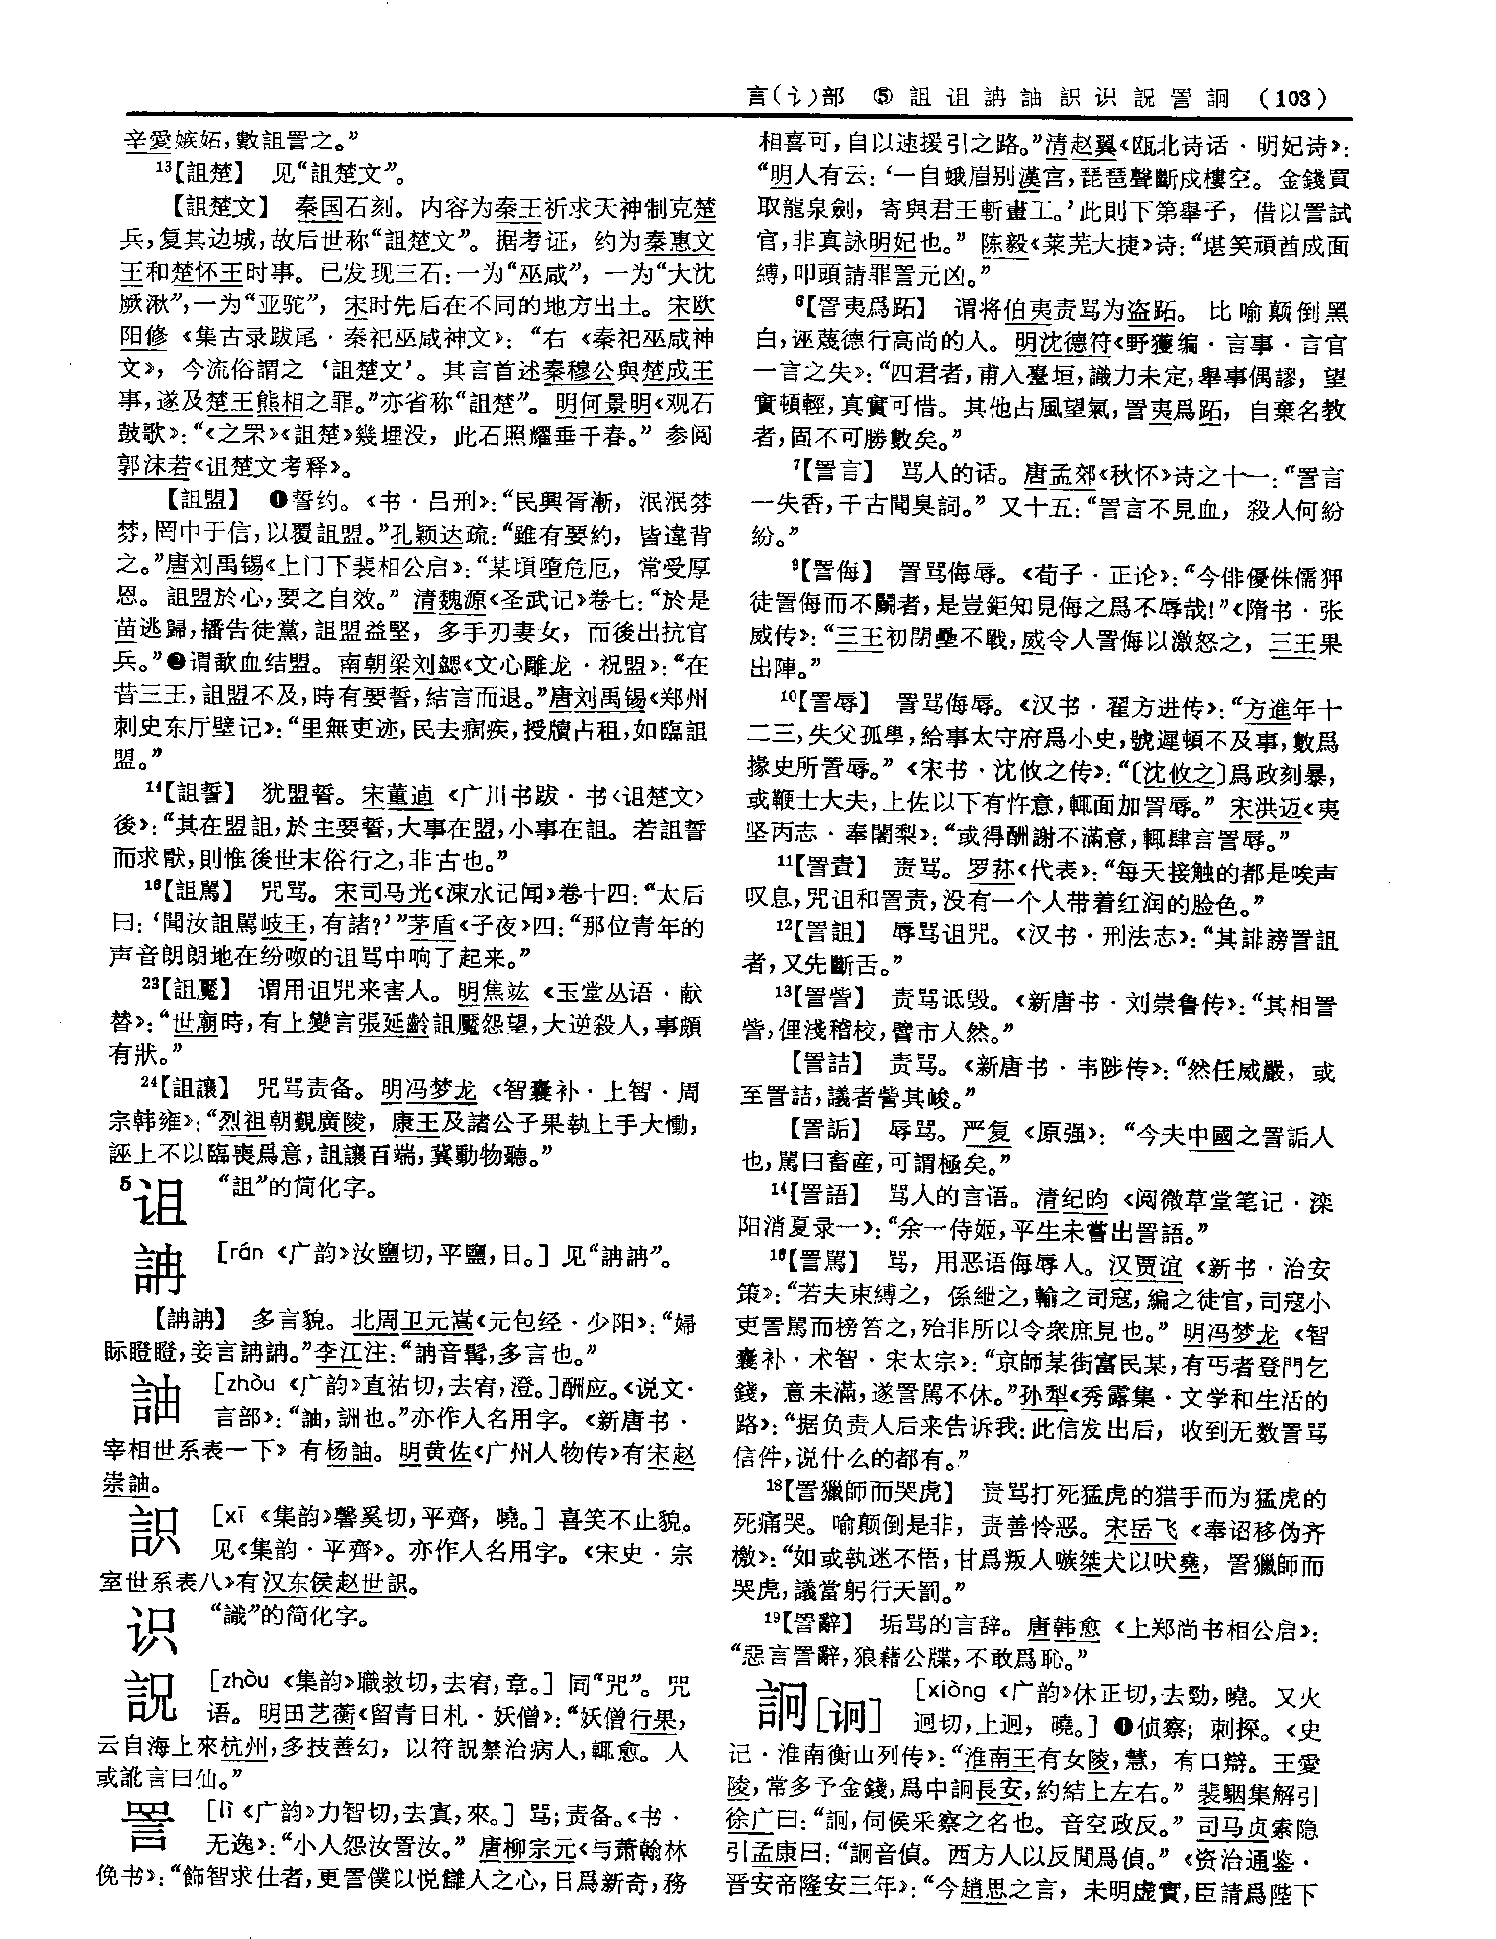 言(讠)部 ⑤ 詛诅訥詘識识説詈詗 (103)
辛愛嫉妬,數詛詈之。”
13【詛楚】 见“詛楚文”。
【詛楚文】 秦国石刻。内容为秦王祈求天神制克楚
兵,复其边城,故后世称“詛楚文”。据考证,约为秦惠文
王和楚怀王时事。已发现三石:一为“巫咸”,一为“大沈
厥湫”,一为“亚驼”,宋时先后在不同的地方出土。宋欧
阳修《集古录跋尾·秦祀巫咸神文》:“右《秦祀巫咸神
文》,今流俗謂之‘詛楚文’。其言首述秦穆公與楚成王
事,遂及楚王熊相之罪。”亦省称“詛楚”。明何景明《观石
鼓歌》:“《之罘》《詛楚》幾埋没,此石照耀垂千春。”参阅
郭沫若《诅楚文考释》。
【詛盟】 ❶誓约。《书·吕刑》:“民興胥漸,泯泯棼
棼,罔中于信,以覆詛盟。”孔颖达疏:“雖有要約,皆違背
之。”唐刘禹锡《上门下裴相公启》:“某頃墮危厄,常受厚
恩。詛盟於心,要之自效。”清魏源《圣武记》卷七:“於是
苗逃歸,播告徒黨,詛盟益堅,多手刃妻女,而後出抗官
兵。”❷谓歃血结盟。南朝梁刘勰《文心雕龙·祝盟》:“在
昔三王,詛盟不及,時有要誓,結言而退。”唐刘禹锡《郑州
刺史东厅壁记》:“里無吏迹,民去痾疾,授牘占租,如臨詛
盟。”
14【詛誓】 犹盟誓。宋董逌《广川书跋·书〈诅楚文〉
後》:“其在盟詛,於主要誓,大事在盟,小事在詛。若詛誓
而求歇,則惟後世末俗行之,非古也。”
16【詛駡】 咒骂。宋司马光《涑水记闻》卷十四:“太后
曰:‘聞汝詛駡岐王,有諸?’”茅盾《子夜》四:“那位青年的
声音朗朗地在纷呶的诅骂中响了起来。”
23【詛魘】 谓用诅咒来害人。明焦竑《玉堂丛语·献
替》:“世廟時,有上變言張延齡詛魘怨望,大逆殺人,事頗
有狀。”
24【詛讓】 咒骂责备。明冯梦龙《智囊补·上智·周
宗韩雍》:“烈祖朝覲廣陵,康王及諸公子果執上手大慟,
誣上不以臨喪爲意,詛讓百端,冀動物聽。”
5诅 “詛”的简化字。
[rán 《广韵》汝鹽切,平鹽,日。]见“訥訥”。
多言貌。北周卫元嵩《元包经·少阳》:“婦
[zhòu 《广韵》直祐切,去宥,澄。]酬应。《说文·
宰相世系表一下》有杨詘。明黄佐《广州人物传》有宋赵
[xī 《集韵》馨奚切,平齊,曉。]喜笑不止貌。
见《集韵·平齊》。亦作人名用字。《宋史·宗
识 “識”的简化字。
[zhòu 《集韵》職救切,去宥,章。]同“咒”。咒
语。明田艺蘅《留青日札·妖僧》:“妖僧行果,
云自海上來杭州,多技善幻,以符説禁治病人,輒愈。人
或訛言曰仙。”
詈 [lì 《广韵》力智切,去寘,來。]骂;责备。《书·
无逸》:“小人怨汝詈汝。”唐柳宗元《与萧翰林
俛书》:“飾智求仕者,更詈僕以悦讎人之心,日爲新奇,務
相喜可,自以速援引之路。”清赵翼《瓯北诗话·明妃诗》:
“明人有云:‘一自蛾眉别漢宫,琵琶聲斷戍樓空。金錢買
取龍泉劍,寄與君王斬畫工。’此則下第舉子,借以詈試
官,非真詠明妃也。”陈毅《莱芜大捷》诗:“堪笑頑酋成面
縛,叩頭請罪詈元凶。”
6【詈夷爲跖】 谓将伯夷责骂为盗跖。比喻颠倒黑
白,诬蔑德行高尚的人。明沈德符《野獲编·言事·言官
一言之失》:“四君者,甫入臺垣,識力未定,舉事偶謬,望
實頓輕,真實可惜。其他占風望氣,詈夷爲跖,自棄名教
者,固不可勝數矣。”
7【詈言】 骂人的话。唐孟郊《秋怀》诗之十一:“詈言
一失香,千古聞臭詞。”又十五:“詈言不見血,殺人何紛
紛。”
9【詈侮】 詈骂侮辱。《荀子·正论》:“今俳優侏儒狎
徒詈侮而不鬭者,是豈鉅知見侮之爲不辱哉!”《隋书·张
威传》:“三王初閉壘不戰,威令人詈侮以激怒之,三王果
出陣。”
10【詈辱】 詈骂侮辱。《汉书·翟方进传》:“方進年十
二三,失父孤學,給事太守府爲小史,號遲頓不及事,數爲
掾史所詈辱。”《宋书·沈攸之传》:“〔沈攸之〕爲政刻暴,
或鞭士大夫,上佐以下有忤意,輒面加詈辱。”宋洪迈《夷
坚丙志·奉闍梨》:“或得酬謝不滿意,輒肆言詈辱。”
11【詈責】 责骂。罗荪《代表》:“每天接触的都是唉声
叹息,咒诅和詈责,没有一个人带着红润的脸色。”
12【詈詛】 辱骂诅咒。《汉书·刑法志》:“其誹謗詈詛
者,又先斷舌。”
13【詈訾】 责骂诋毁。《新唐书·刘崇鲁传》:“其相詈
訾,俚淺稽校,譬市人然。”
【詈詰】 责骂。《新唐书·韦陟传》:“然任威嚴,或
至詈詰,議者訾其峻。”
【詈詬】 辱骂。严复《原强》:“今夫中國之詈詬人
也,駡曰畜産,可謂極矣。”
14【詈語】 骂人的言语。清纪昀《阅微草堂笔记·滦
阳消夏录一》:“余一侍姬,平生未嘗出詈語。”
16【詈駡】 骂,用恶语侮辱人。汉贾谊《新书·治安
策》:“若夫束縛之,係紲之,輸之司寇,編之徒官,司寇小
吏詈駡而榜笞之,殆非所以令衆庶見也。”明冯梦龙《智
囊补·术智·宋太宗》:“京師某街富民某,有丐者登門乞
錢,意未滿,遂詈駡不休。”孙犁《秀露集·文学和生活的
路》:“据负责人后来告诉我:此信发出后,收到无数詈骂
信件,说什么的都有。”
18【詈獵師而哭虎】 责骂打死猛虎的猎手而为猛虎的
死痛哭。喻颠倒是非,责善怜恶。宋岳飞《奉诏移伪齐
檄》:“如或執迷不悟,甘爲叛人嗾桀犬以吠堯,詈獵師而
哭虎,議當躬行天罰。”
19【詈辭】 垢骂的言辞。唐韩愈《上郑尚书相公启》:
“惡言詈辭,狼藉公牒,不敢爲恥。”
詗[诇] [xiòng 《广韵》休正切,去勁,曉。又火
迥切,上迥,曉。] ❶侦察;刺探。《史
记·淮南衡山列传》:“淮南王有女陵,慧,有口辯。王愛
陵,常多予金錢,爲中詗長安,約結上左右。”裴駰集解引
徐广曰:“詗,伺候采察之名也。音空政反。”司马贞索隐
引孟康曰:“詗音偵。西方人以反間爲偵。”《资治通鉴·
晋安帝隆安三年》:“今趙思之言,未明虚實,臣請爲陛下